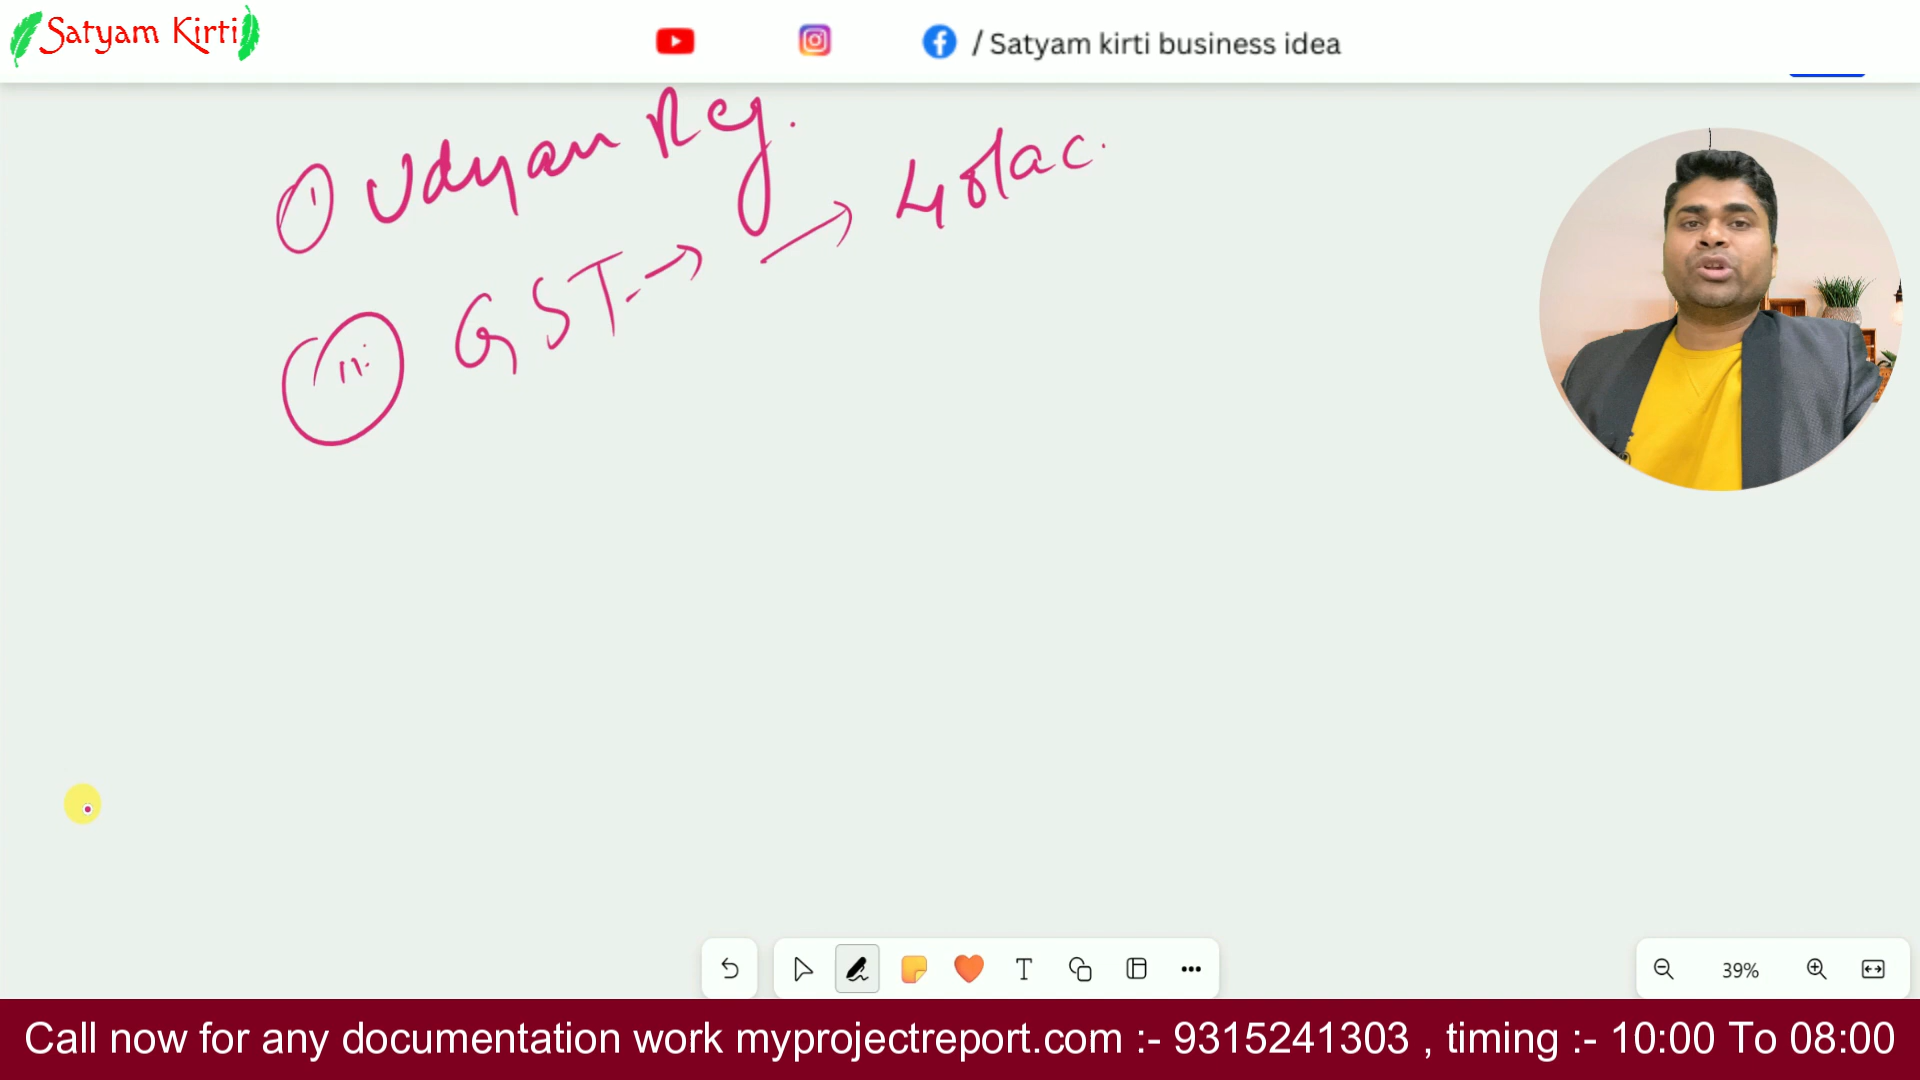 Satyam Kirti
/ Satyam kirti business idea
① Udyam Reg.
ii GST. → → 40lac.
39%
Call now for any documentation work myprojectreport.com :- 9315241303 , timing :- 10:00 To 08:00